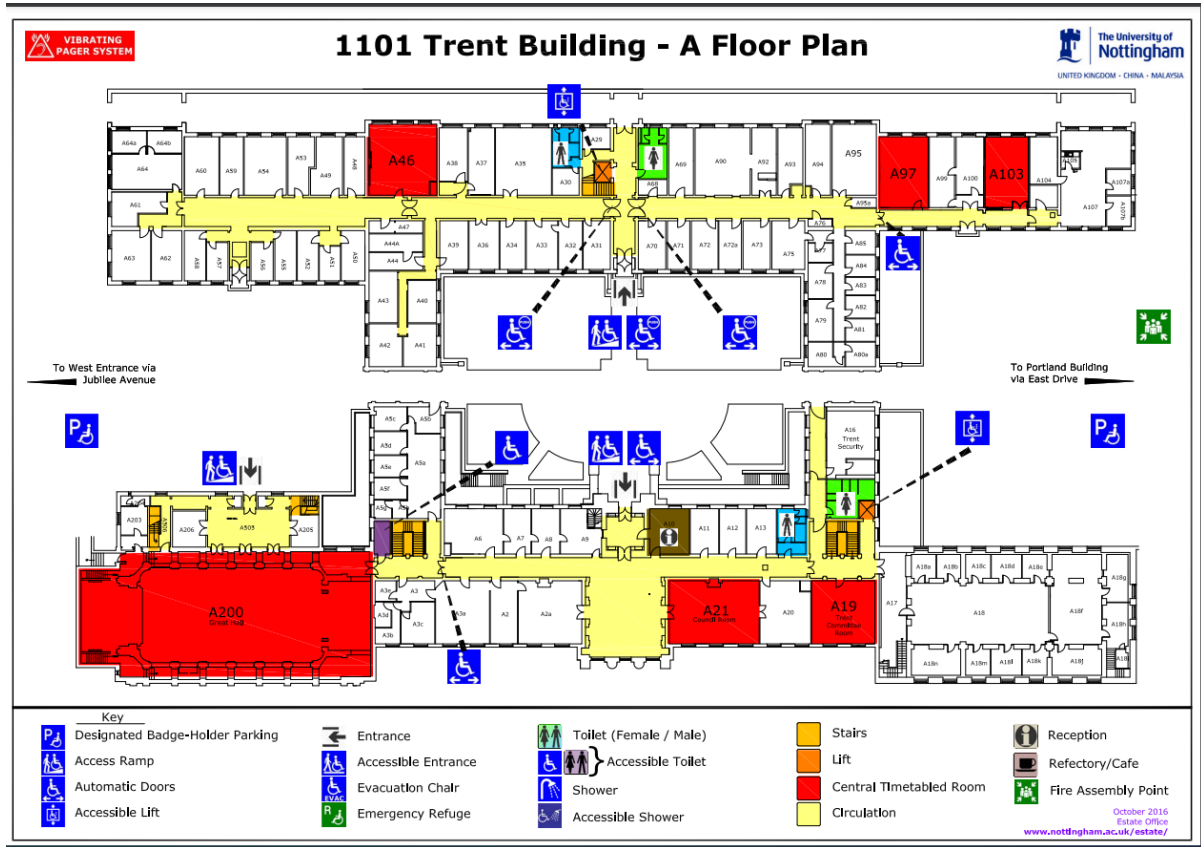 VIBRATING
PAGER SYSTEM
1101 Trent Building - A Floor Plan
The University of
Nottingham
UNITED KINGDOM · CHINA · MALAYSIA
A64a
A64b
A64
A60
A59
A54
A53
A49
A48
A46
A38
A37
A35
A30
A29
A68
A69
A90
A92
A93
A94
A95
A95a
A97
A99
A100
A103
A104
A105
A107
A107a
A107b
A61
A63
A62
A58
A57
A56
A55
A52
A51
A50
A47
A44A
A44
A43
A40
A42
A41
A39
A36
A34
A33
A32
A31
A70
A71
A72
A72a
A73
A75
A76
A77
A78
A79
A80
A85
A84
A83
A82
A81
A80a
To West Entrance via
Jubilee Avenue
To Portland Building
via East Drive
P
P
A5c
A5b
A5d
A5a
A5e
A5f
A5g
A16
Trent
Security
A203
A206
A505
A205
A6
A7
A8
A9
A10
A11
A12
A13
A200
Great Hall
A3e
A3
A3d
A3c
A3b
A3a
A2
A2a
A21
Council Room
A20
A19
Trent
Committee
Room
A17
A18a
A18b
A18c
A18d
A18e
A18
A18f
A18g
A18h
A18i
A18n
A18m
A18l
A18k
A18j
Key
P
Designated Badge-Holder Parking
Access Ramp
Automatic Doors
Accessible Lift
Entrance
Accessible Entrance
EVAC
Evacuation Chair
R
Emergency Refuge
Toilet (Female / Male)
Accessible Toilet
Shower
Accessible Shower
Stairs
Lift
Central Timetabled Room
Circulation
Reception
Refectory/Cafe
Fire Assembly Point
October 2016
Estate Office
www.nottingham.ac.uk/estate/